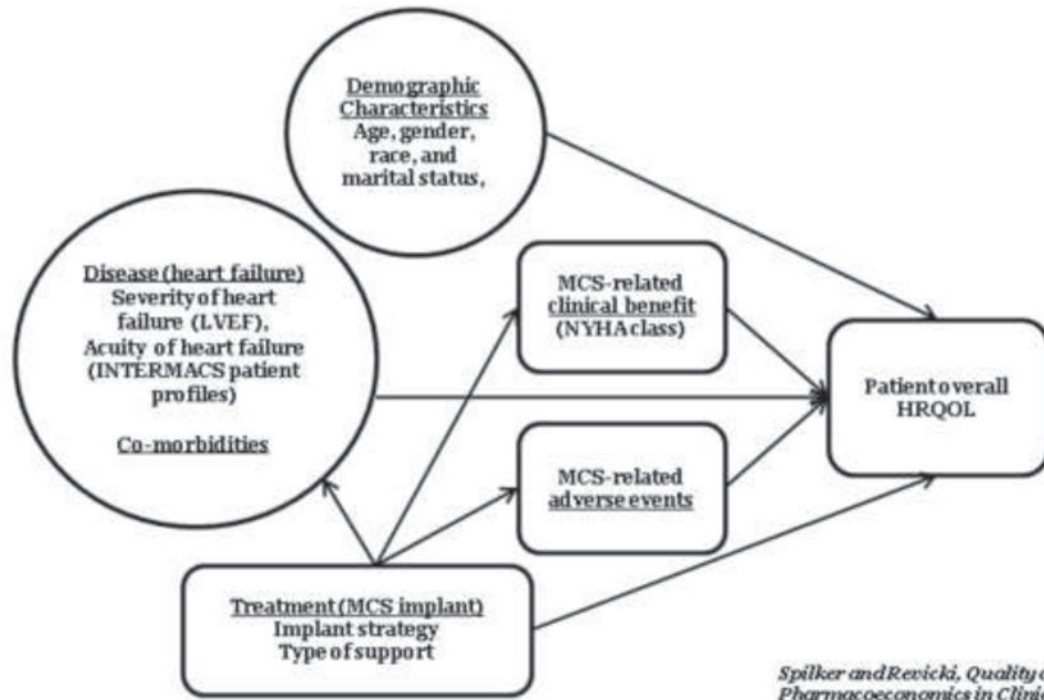 Demographic
Characteristics
Age, gender,
race, and
marital status,
Disease (heart failure)
Severity of heart
failure (LVEF),
Acuity of heart failure
(INTERMACS patient
profiles)
Co-morbidities
MCS-related
clinical benefit
(NYHA class)
MCS-related
adverse events
Patient overall
HRQOL
Treatment (MCS implant)
Implant strategy
Type of support
Spilker and Revicki, Quality
Pharmacoeconomics in